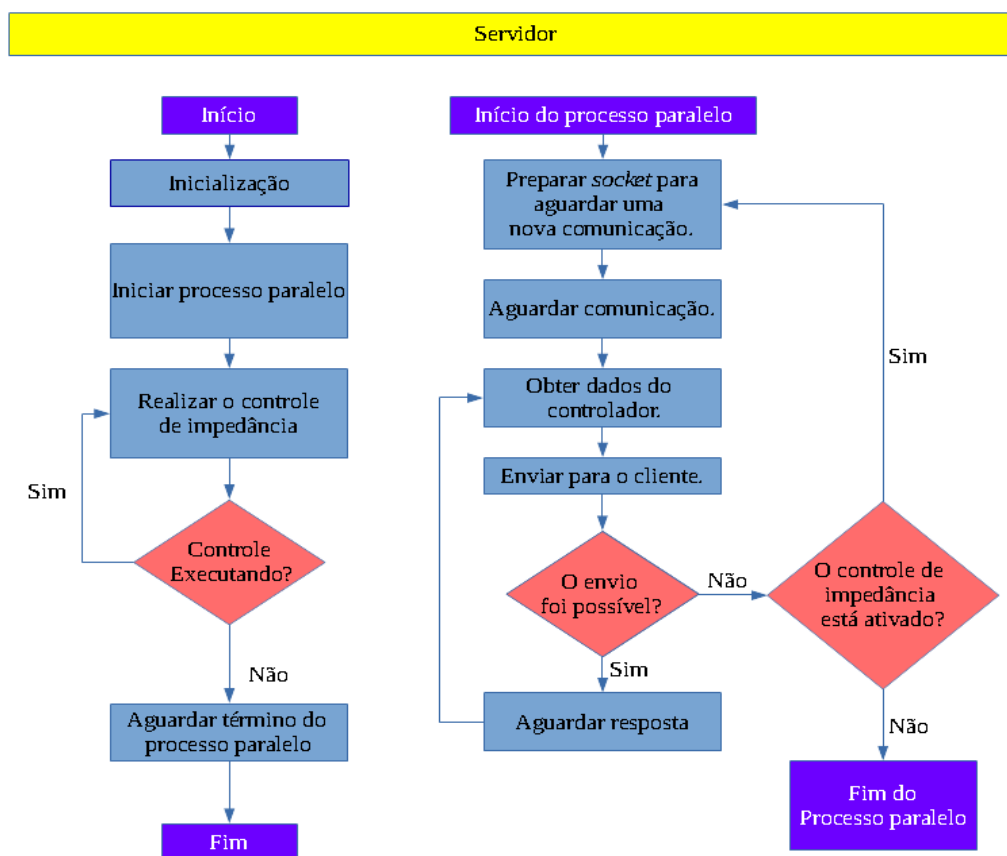 Servidor
Início
Inicialização
Iniciar processo paralelo
Realizar o controle
de impedância
Sim
Controle
Executando?
Não
Aguardar término do
processo paralelo
Fim
Início do processo paralelo
Preparar socket para
aguardar uma
nova comunicação.
Aguardar comunicação.
Obter dados do
controlador.
Enviar para o cliente.
O envio
foi possível?
Não
Sim
Aguardar resposta
O controle de
impedância
está ativado?
Sim
Não
Fim do
Processo paralelo